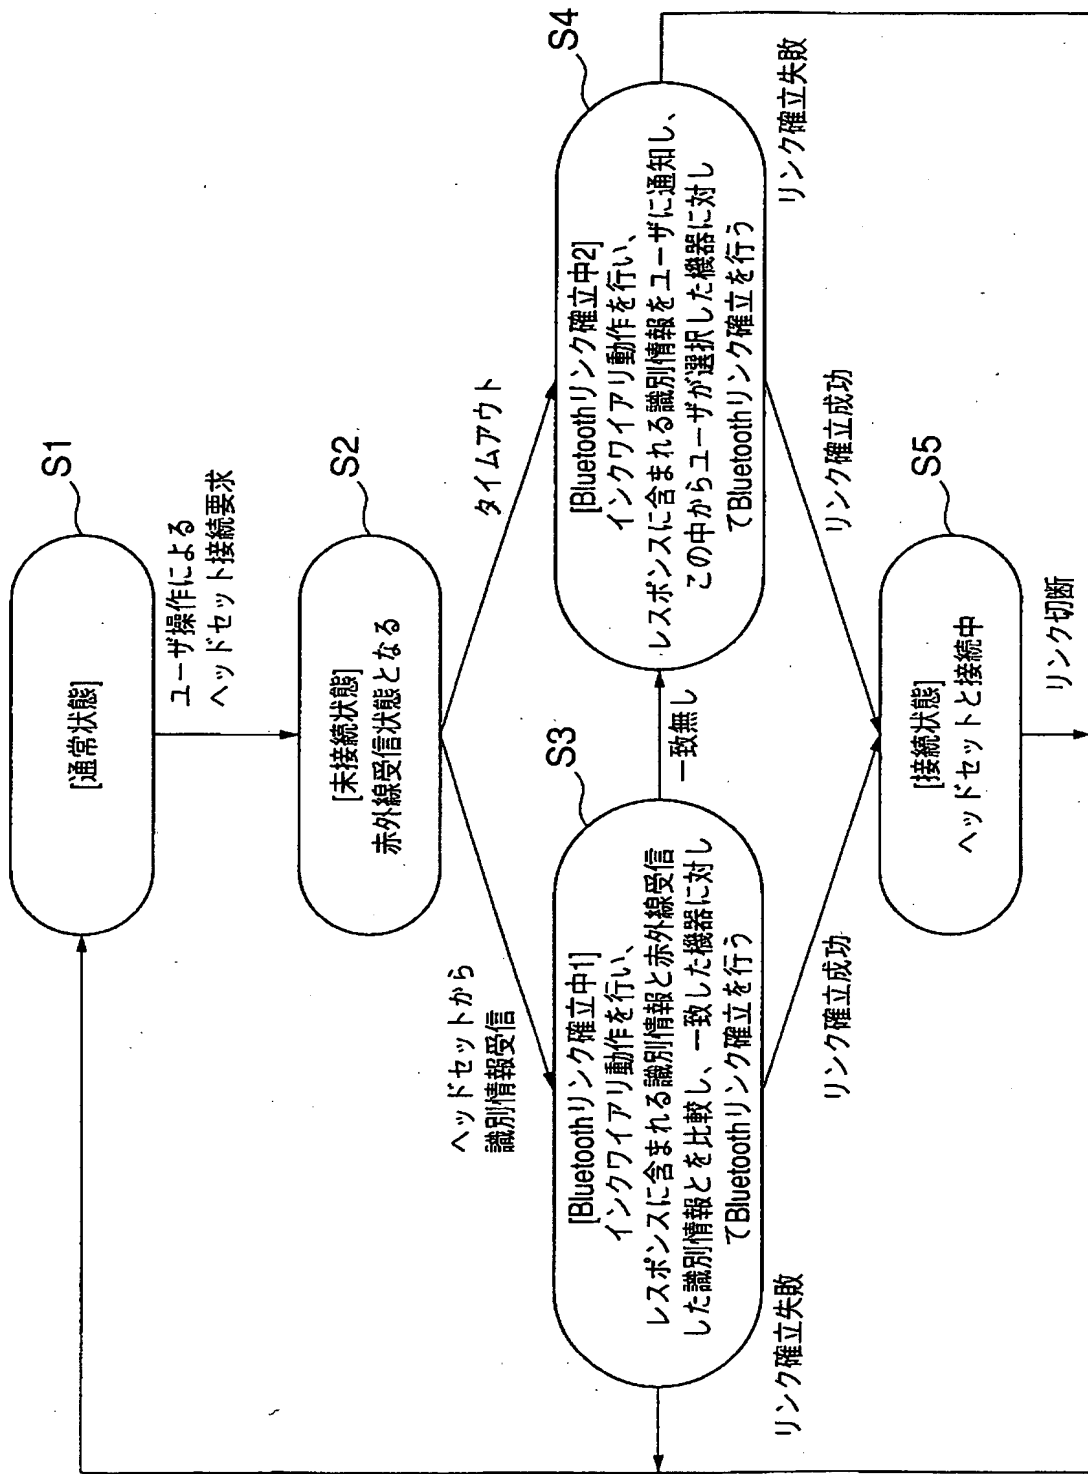 S1
[通常状態]
ユーザ操作による
ヘッドセット接続要求
S2
[未接続状態]
赤外線受信状態となる
ヘッドセットから
識別情報受信
タイムアウト
S3
[Bluetoothリンク確立中1]
インクワイアリ動作を行い、
レスポンスに含まれる識別情報と赤外線受信
した識別情報とを比較し、一致した機器に対し
てBluetoothリンク確立を行う
一致無し
S4
[Bluetoothリンク確立中2]
インクワイアリ動作を行い、
レスポンスに含まれる識別情報をユーザに通知し、
この中からユーザが選択した機器に対し
てBluetoothリンク確立を行う
リンク確立失敗
リンク確立成功
リンク確立成功
リンク確立失敗
S5
[接続状態]
ヘッドセットと接続中
リンク切断